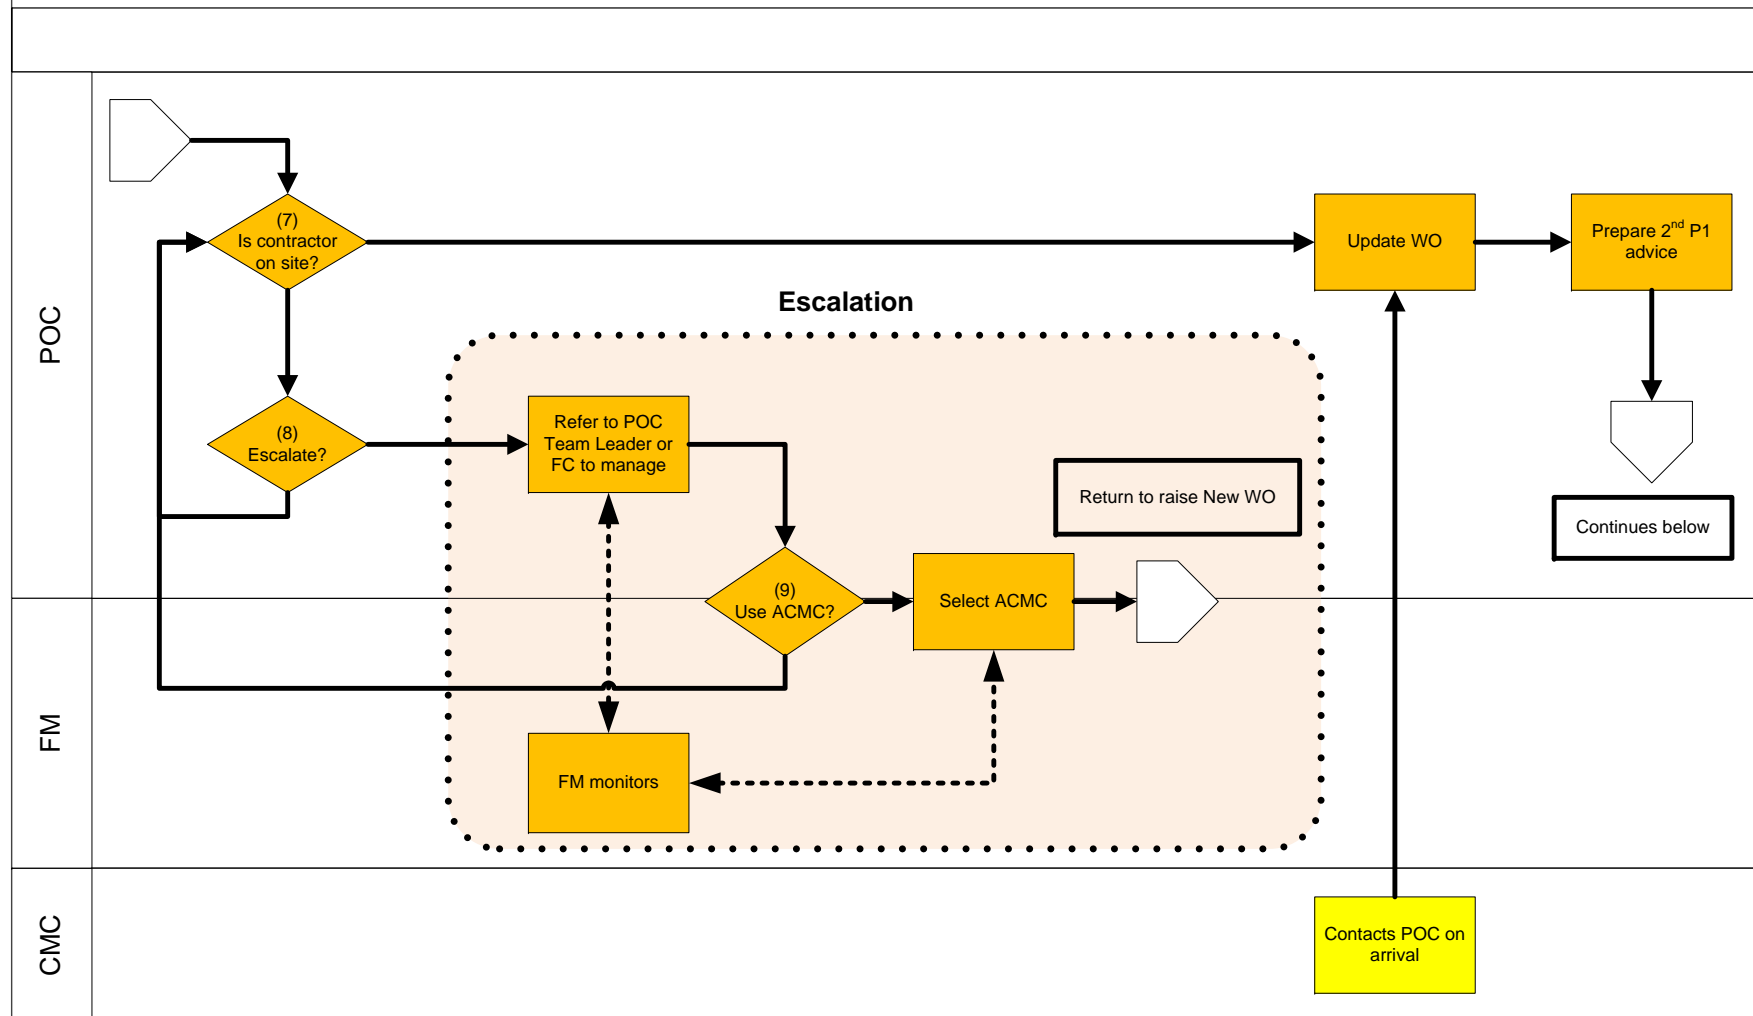 POC
FM
CMC
(7)
Is contractor
on site?
Update WO
Prepare 2nd P1
advice
Escalation
(8)
Escalate?
Refer to POC
Team Leader or
FC to manage
Return to raise New WO
Continues below
(9)
Use ACMC?
Select ACMC
FM monitors
Contacts POC on
arrival